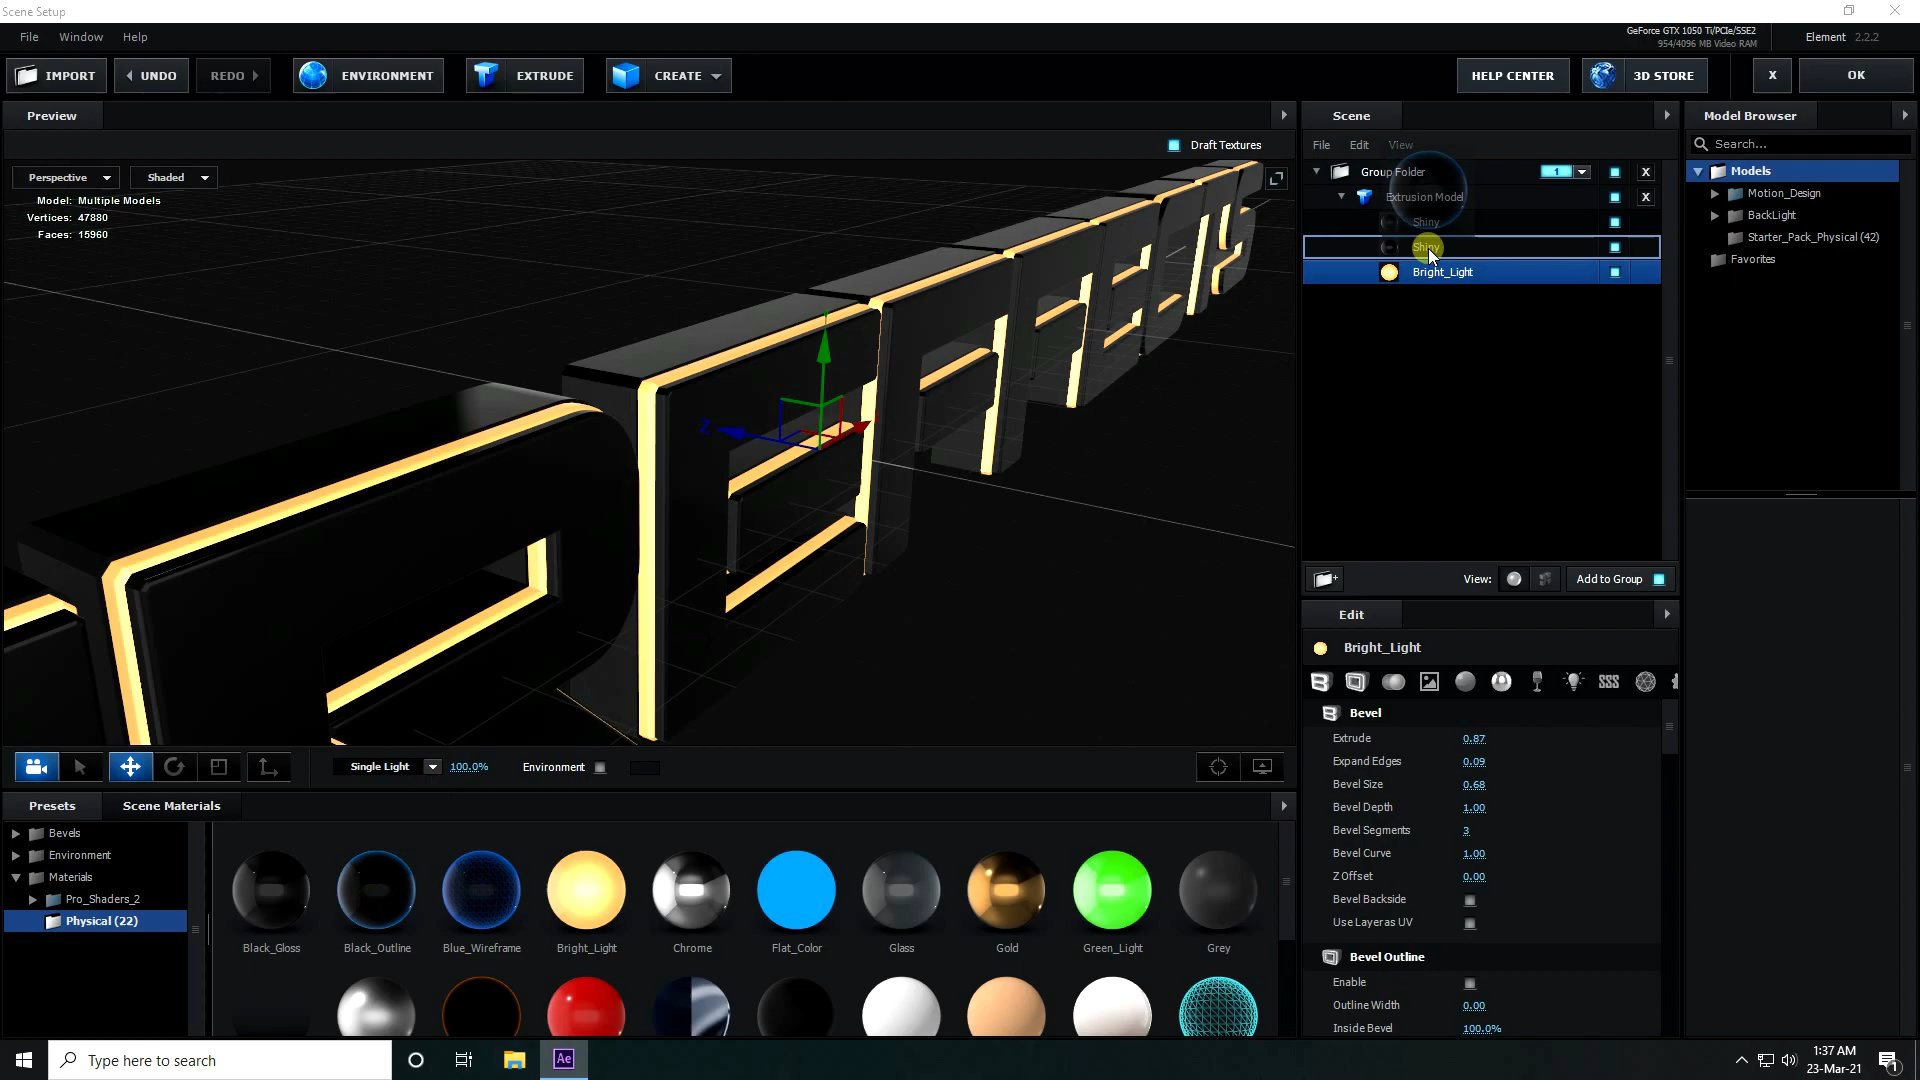 Scene Setup
File Window Help
GeForce GTX 1050 Ti/PCIe/SSE2
954/4096 MB Video RAM
Element 2.2.2
IMPORT UNDO REDO ENVIRONMENT EXTRUDE CREATE HELP CENTER 3D STORE X OK
Preview
Draft Textures
Perspective Shaded
Model: Multiple Models
Vertices: 47880
Faces: 15960
Z
Scene
File Edit View
Group Folder 1 X
Extrusion Model X
Shiny
Shiny
Bright_Light
View: Add to Group
Model Browser
Search...
Models
Motion_Design
BackLight
Starter_Pack_Physical (42)
Favorites
Edit
Bright_Light
SSS
Bevel
Extrude 0.87
Expand Edges 0.09
Bevel Size 0.68
Bevel Depth 1.00
Bevel Segments 3
Bevel Curve 1.00
Z Offset 0.00
Bevel Backside
Use Layer as UV
Bevel Outline
Enable
Outline Width 0.00
Inside Bevel 100.0%
Single Light 100.0% Environment
Presets Scene Materials
Bevels
Environment
Materials
Pro_Shaders_2
Physical (22)
Black_Gloss Black_Outline Blue_Wireframe Bright_Light Chrome Flat_Color Glass Gold Green_Light Grey
Type here to search
Ae
1:37 AM
23-Mar-21
1